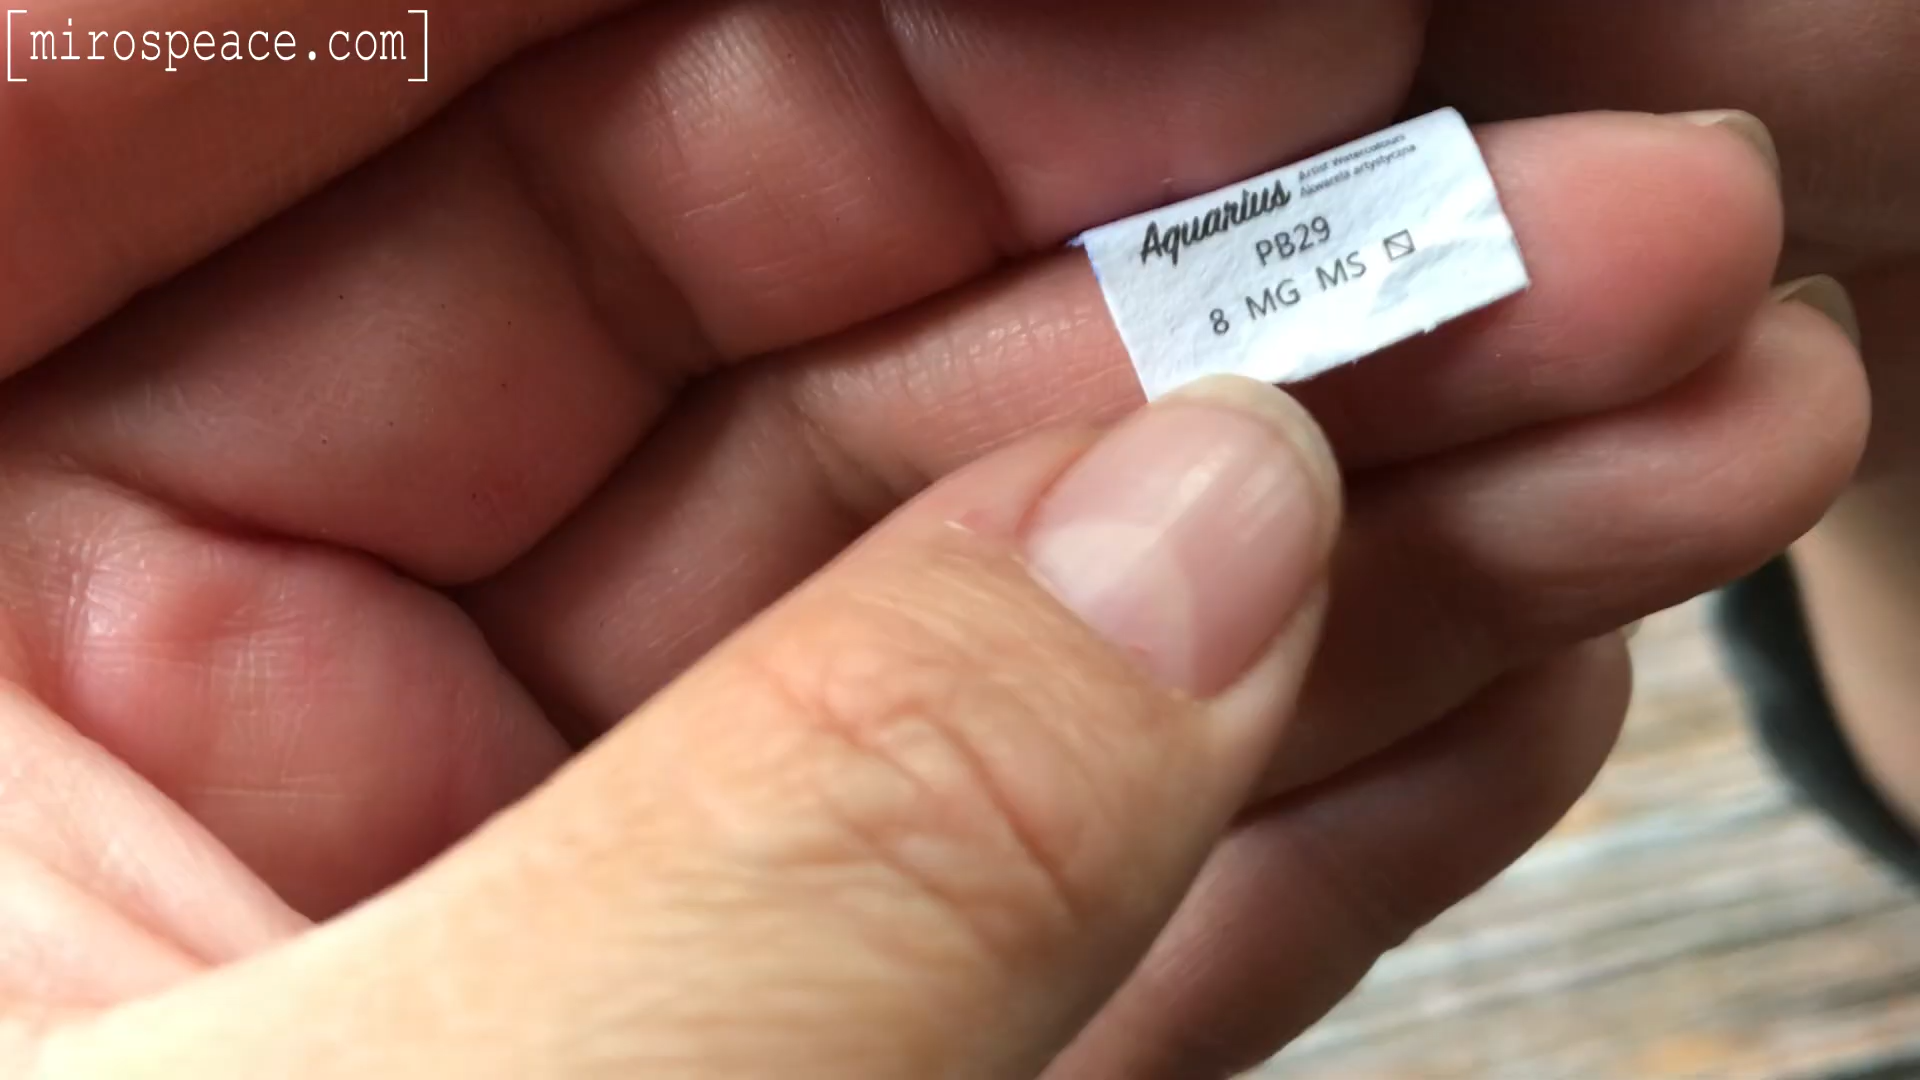 [mirospeace.com]
Aquarius
Artist' Watercolours
Akwarela artystyczna
PB29
8 MG MS